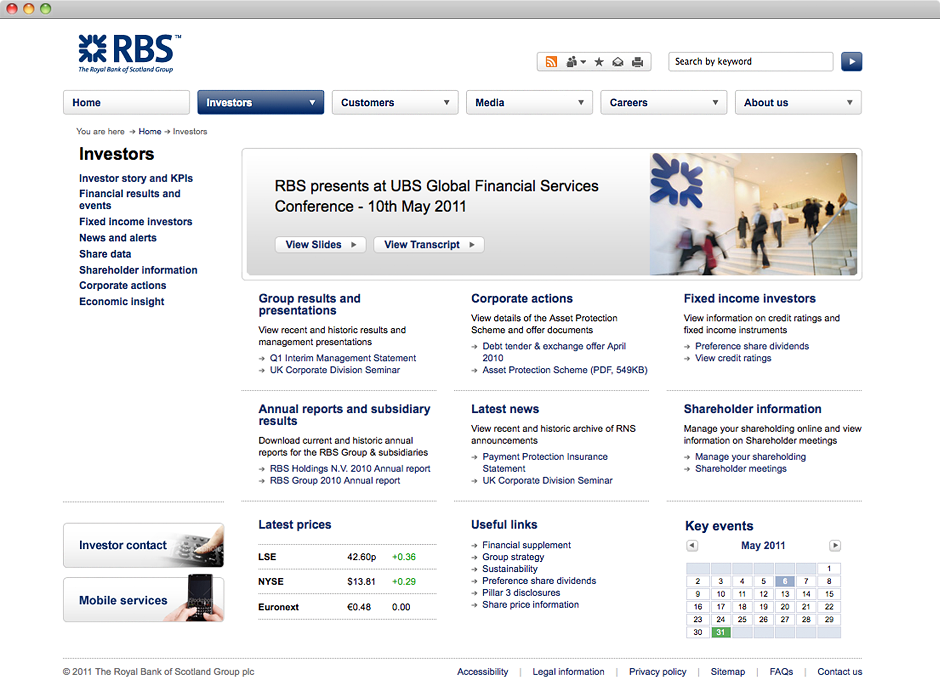 RBS™
The Royal Bank of Scotland Group
Search by keyword
Home
Investors
Customers
Media
Careers
About us
You are here → Home → Investors
Investors
Investor story and KPIs
Financial results and
events
Fixed income investors
News and alerts
Share data
Shareholder information
Corporate actions
Economic insight
RBS presents at UBS Global Financial Services
Conference - 10th May 2011
View Slides
View Transcript
Group results and
presentations
View recent and historic results and
management presentations
Q1 Interim Management Statement
UK Corporate Division Seminar
Corporate actions
View details of the Asset Protection
Scheme and offer documents
Debt tender & exchange offer April
2010
Asset Protection Scheme (PDF, 549KB)
Fixed income investors
View information on credit ratings and
fixed income instruments
Preference share dividends
View credit ratings
Annual reports and subsidiary
results
Download current and historic annual
reports for the RBS Group & subsidiaries
RBS Holdings N.V. 2010 Annual report
RBS Group 2010 Annual report
Latest news
View recent and historic archive of RNS
announcements
Payment Protection Insurance
Statement
UK Corporate Division Seminar
Shareholder information
Manage your shareholding online and view
information on Shareholder meetings
Manage your shareholding
Shareholder meetings
Investor contact
Mobile services
Latest prices
LSE 42.60p +0.36
NYSE $13.81 +0.29
Euronext €0.48 0.00
Useful links
Financial supplement
Group strategy
Sustainability
Preference share dividends
Pillar 3 disclosures
Share price information
Key events
May 2011
1
2 3 4 5 6 7 8
9 10 11 12 13 14 15
16 17 18 19 20 21 22
23 24 25 26 27 28 29
30 31
© 2011 The Royal Bank of Scotland Group plc
Accessibility | Legal information | Privacy policy | Sitemap | FAQs | Contact us